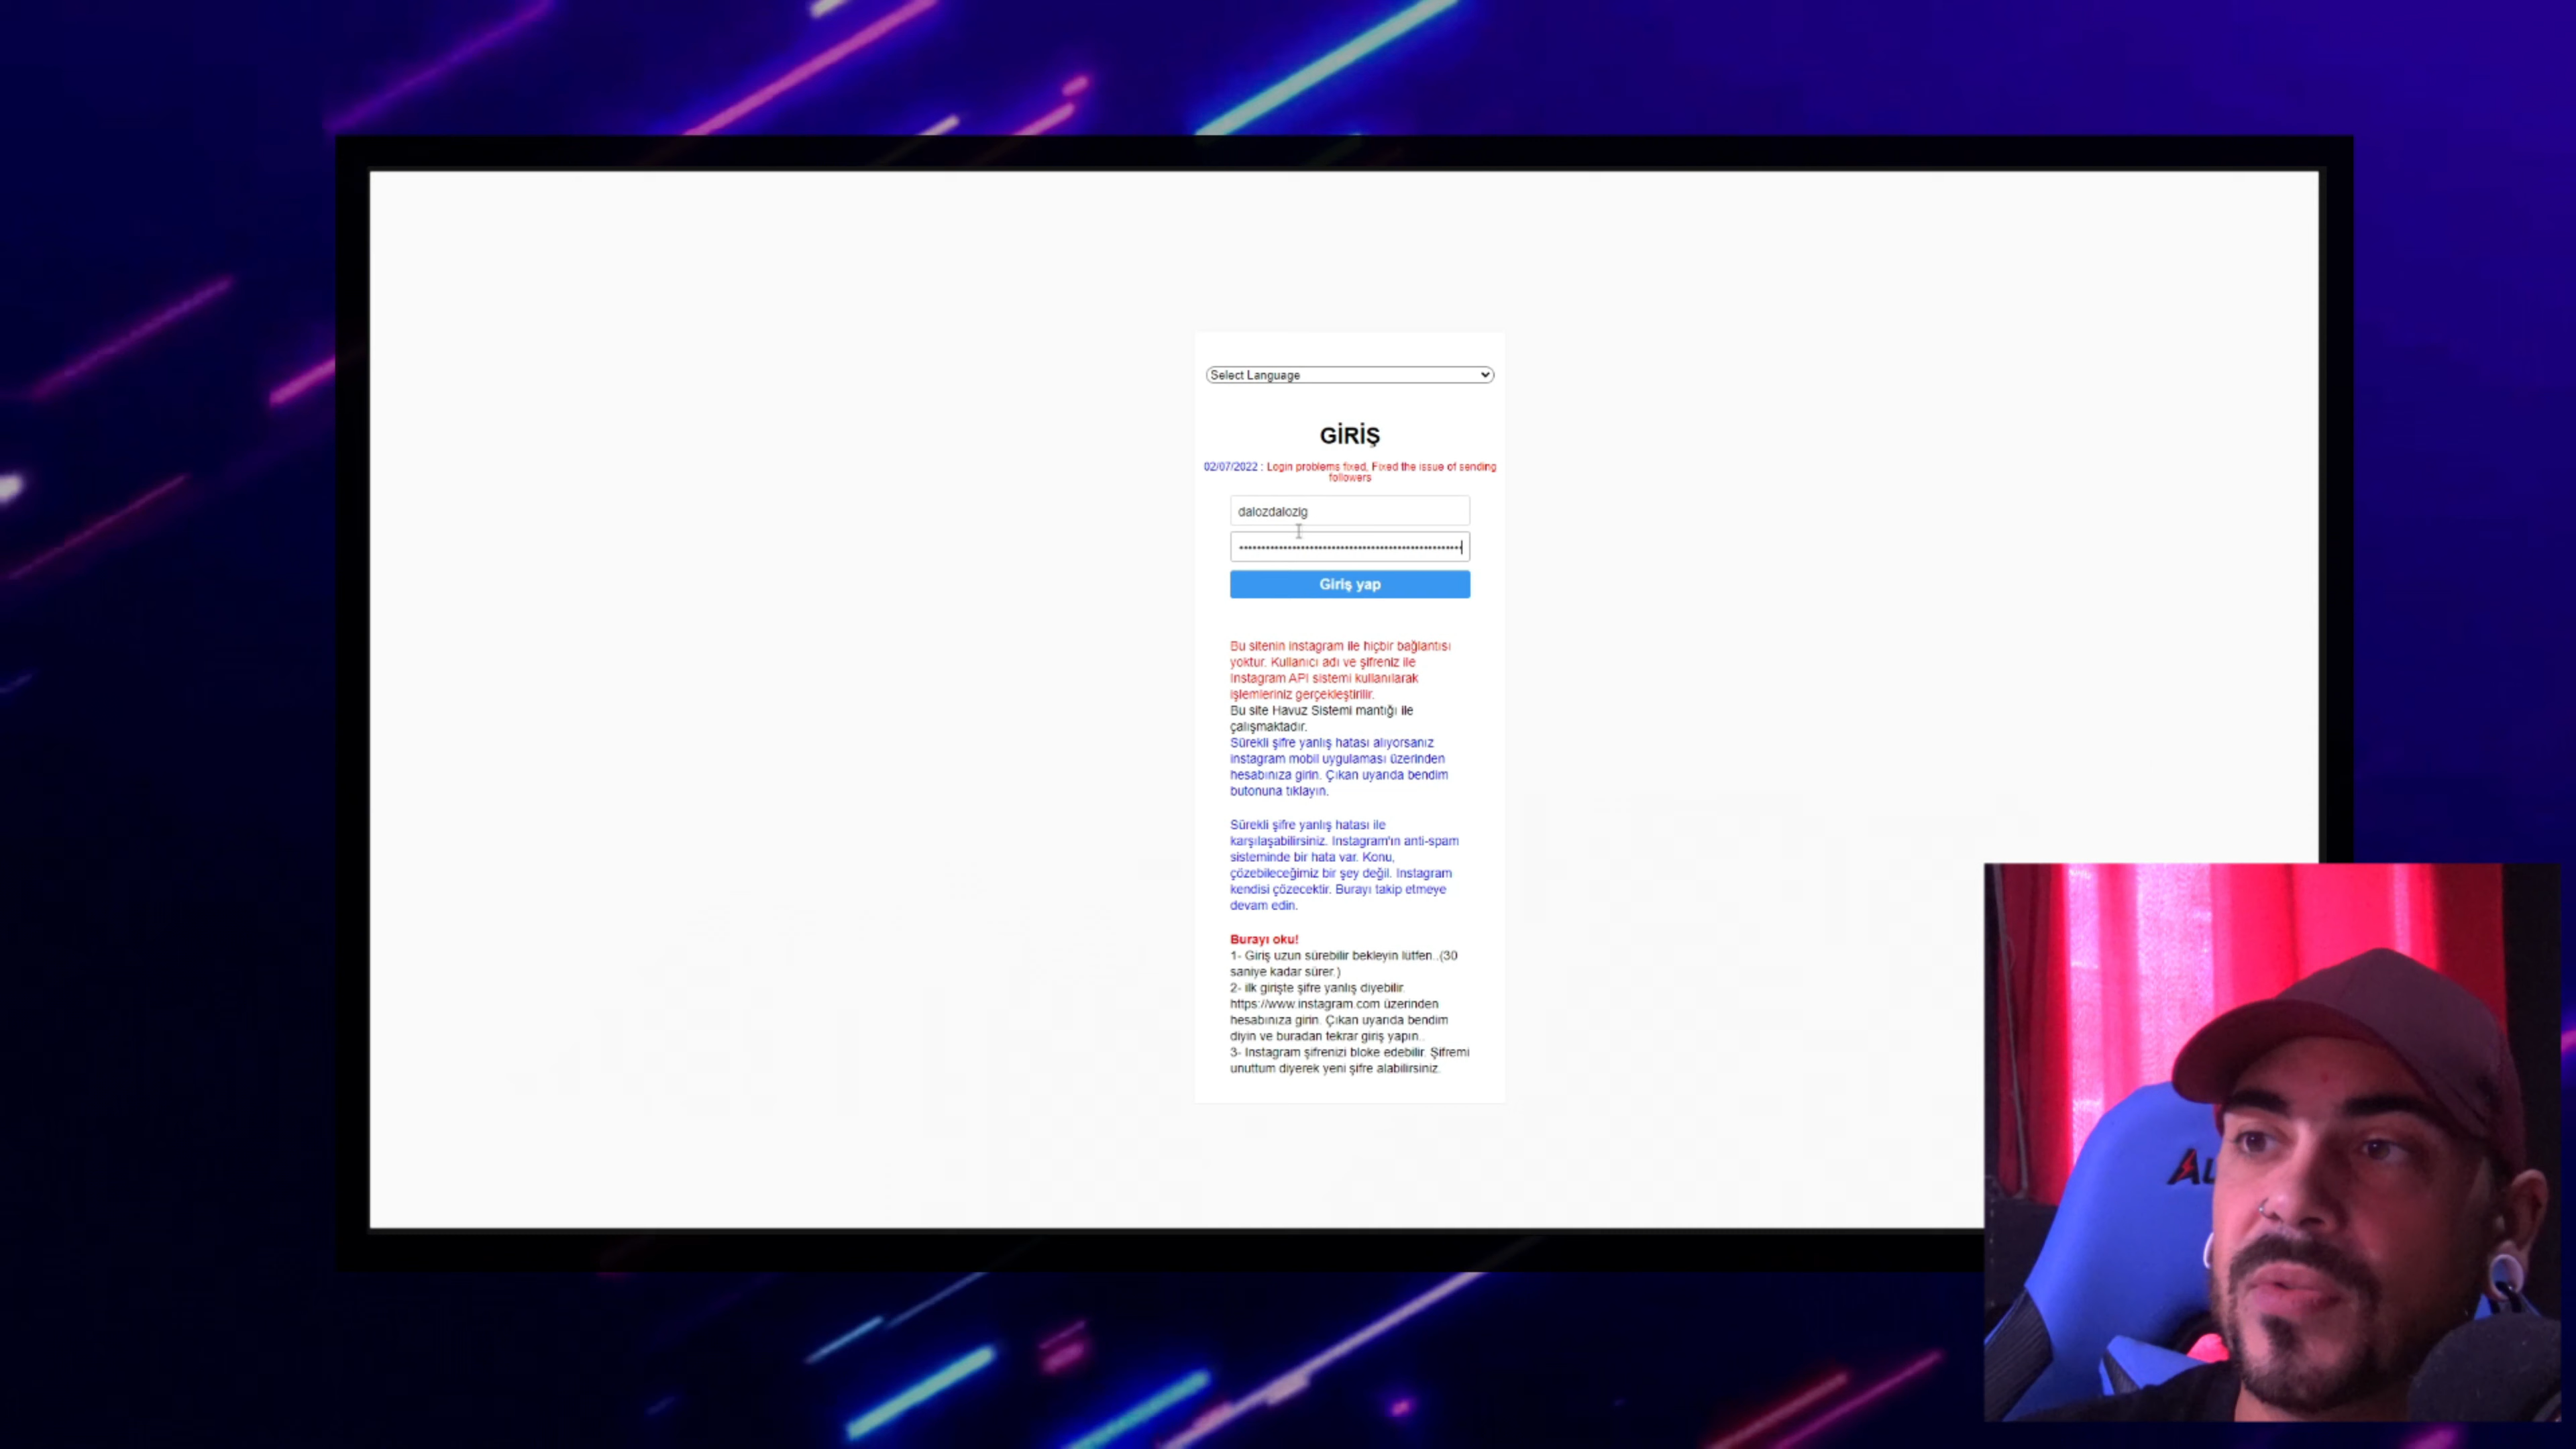 Select Language
GİRİŞ
02/07/2022 : Login problems fixed, Fixed the issue of sending
followers
dalozdalozig
Giriş yap
Bu sitenin instagram ile hiçbir bağlantısı
yoktur. Kullanıcı adı ve şifreniz ile
Instagram API sistemi kullanılarak
işlemleriniz gerçekleştirilir.
Bu site Havuz Sistemi mantığı ile
çalışmaktadır.
Sürekli şifre yanlış hatası alıyorsanız
instagram mobil uygulaması üzerinden
hesabınıza girin. Çıkan uyarıda bendim
butonuna tıklayın.
Sürekli şifre yanlış hatası ile
karşılaşabilirsiniz. Instagram'ın anti-spam
sisteminde bir hata var. Konu,
çözebileceğimiz bir şey değil. Instagram
kendisi çözecektir. Burayı takip etmeye
devam edin.
Burayı oku!
1- Giriş uzun sürebilir bekleyin lütfen..(30
saniye kadar sürer.)
2- ilk girişte şifre yanlış diyebilir.
https://www.instagram.com üzerinden
hesabınıza girin. Çıkan uyarıda bendim
diyin ve buradan tekrar giriş yapın..
3- Instagram şifrenizi bloke edebilir. Şifremi
unuttum diyerek yeni şifre alabilirsiniz.